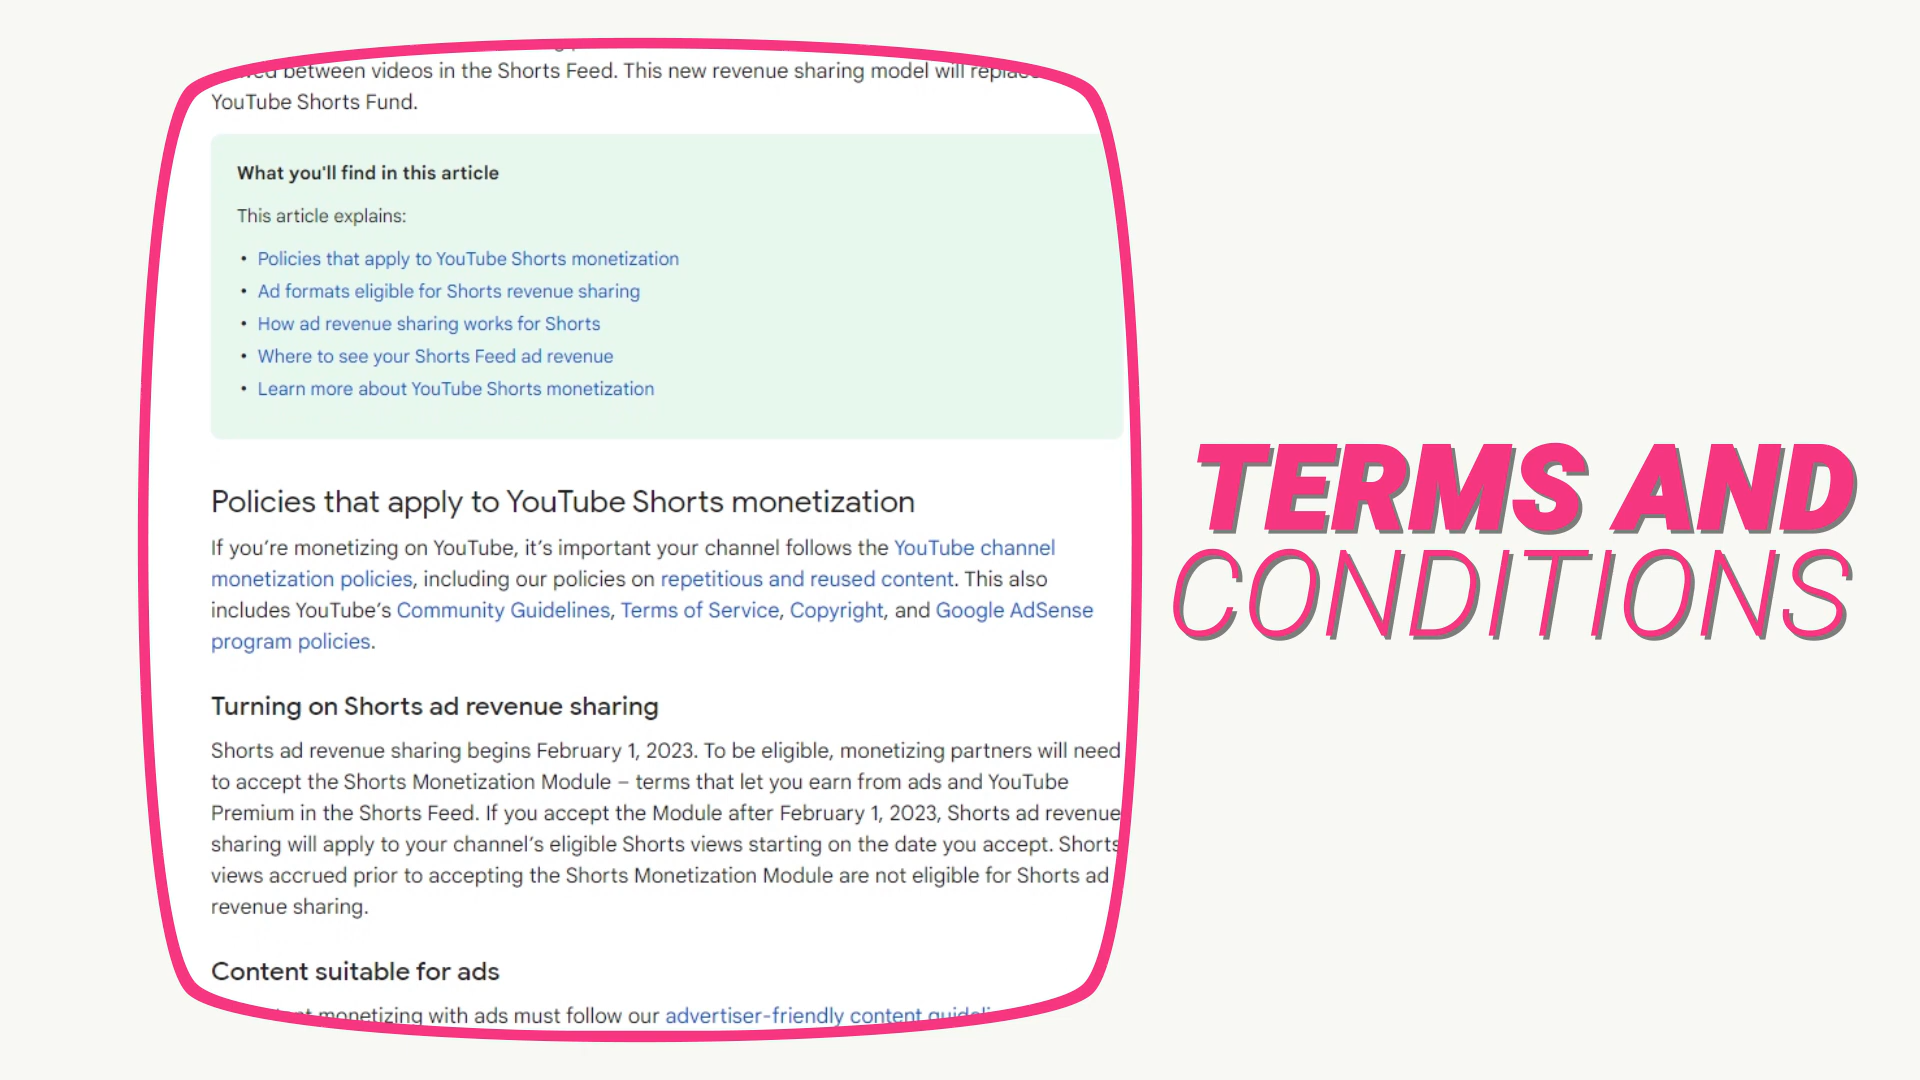 between videos in the Shorts Feed. This new revenue sharing model will replace
YouTube Shorts Fund.
What you'll find in this article
This article explains:
• Policies that apply to YouTube Shorts monetization
• Ad formats eligible for Shorts revenue sharing
• How ad revenue sharing works for Shorts
• Where to see your Shorts Feed ad revenue
• Learn more about YouTube Shorts monetization
Policies that apply to YouTube Shorts monetization
If you’re monetizing on YouTube, it’s important your channel follows the YouTube channel
monetization policies, including our policies on repetitious and reused content. This also
includes YouTube’s Community Guidelines, Terms of Service, Copyright, and Google AdSense
program policies.
Turning on Shorts ad revenue sharing
Shorts ad revenue sharing begins February 1, 2023. To be eligible, monetizing partners will need
to accept the Shorts Monetization Module – terms that let you earn from ads and YouTube
Premium in the Shorts Feed. If you accept the Module after February 1, 2023, Shorts ad revenue
sharing will apply to your channel’s eligible Shorts views starting on the date you accept. Shorts
views accrued prior to accepting the Shorts Monetization Module are not eligible for Shorts ad
revenue sharing.
Content suitable for ads
monetizing with ads must follow our advertiser-friendly content
TERMS AND
CONDITIONS